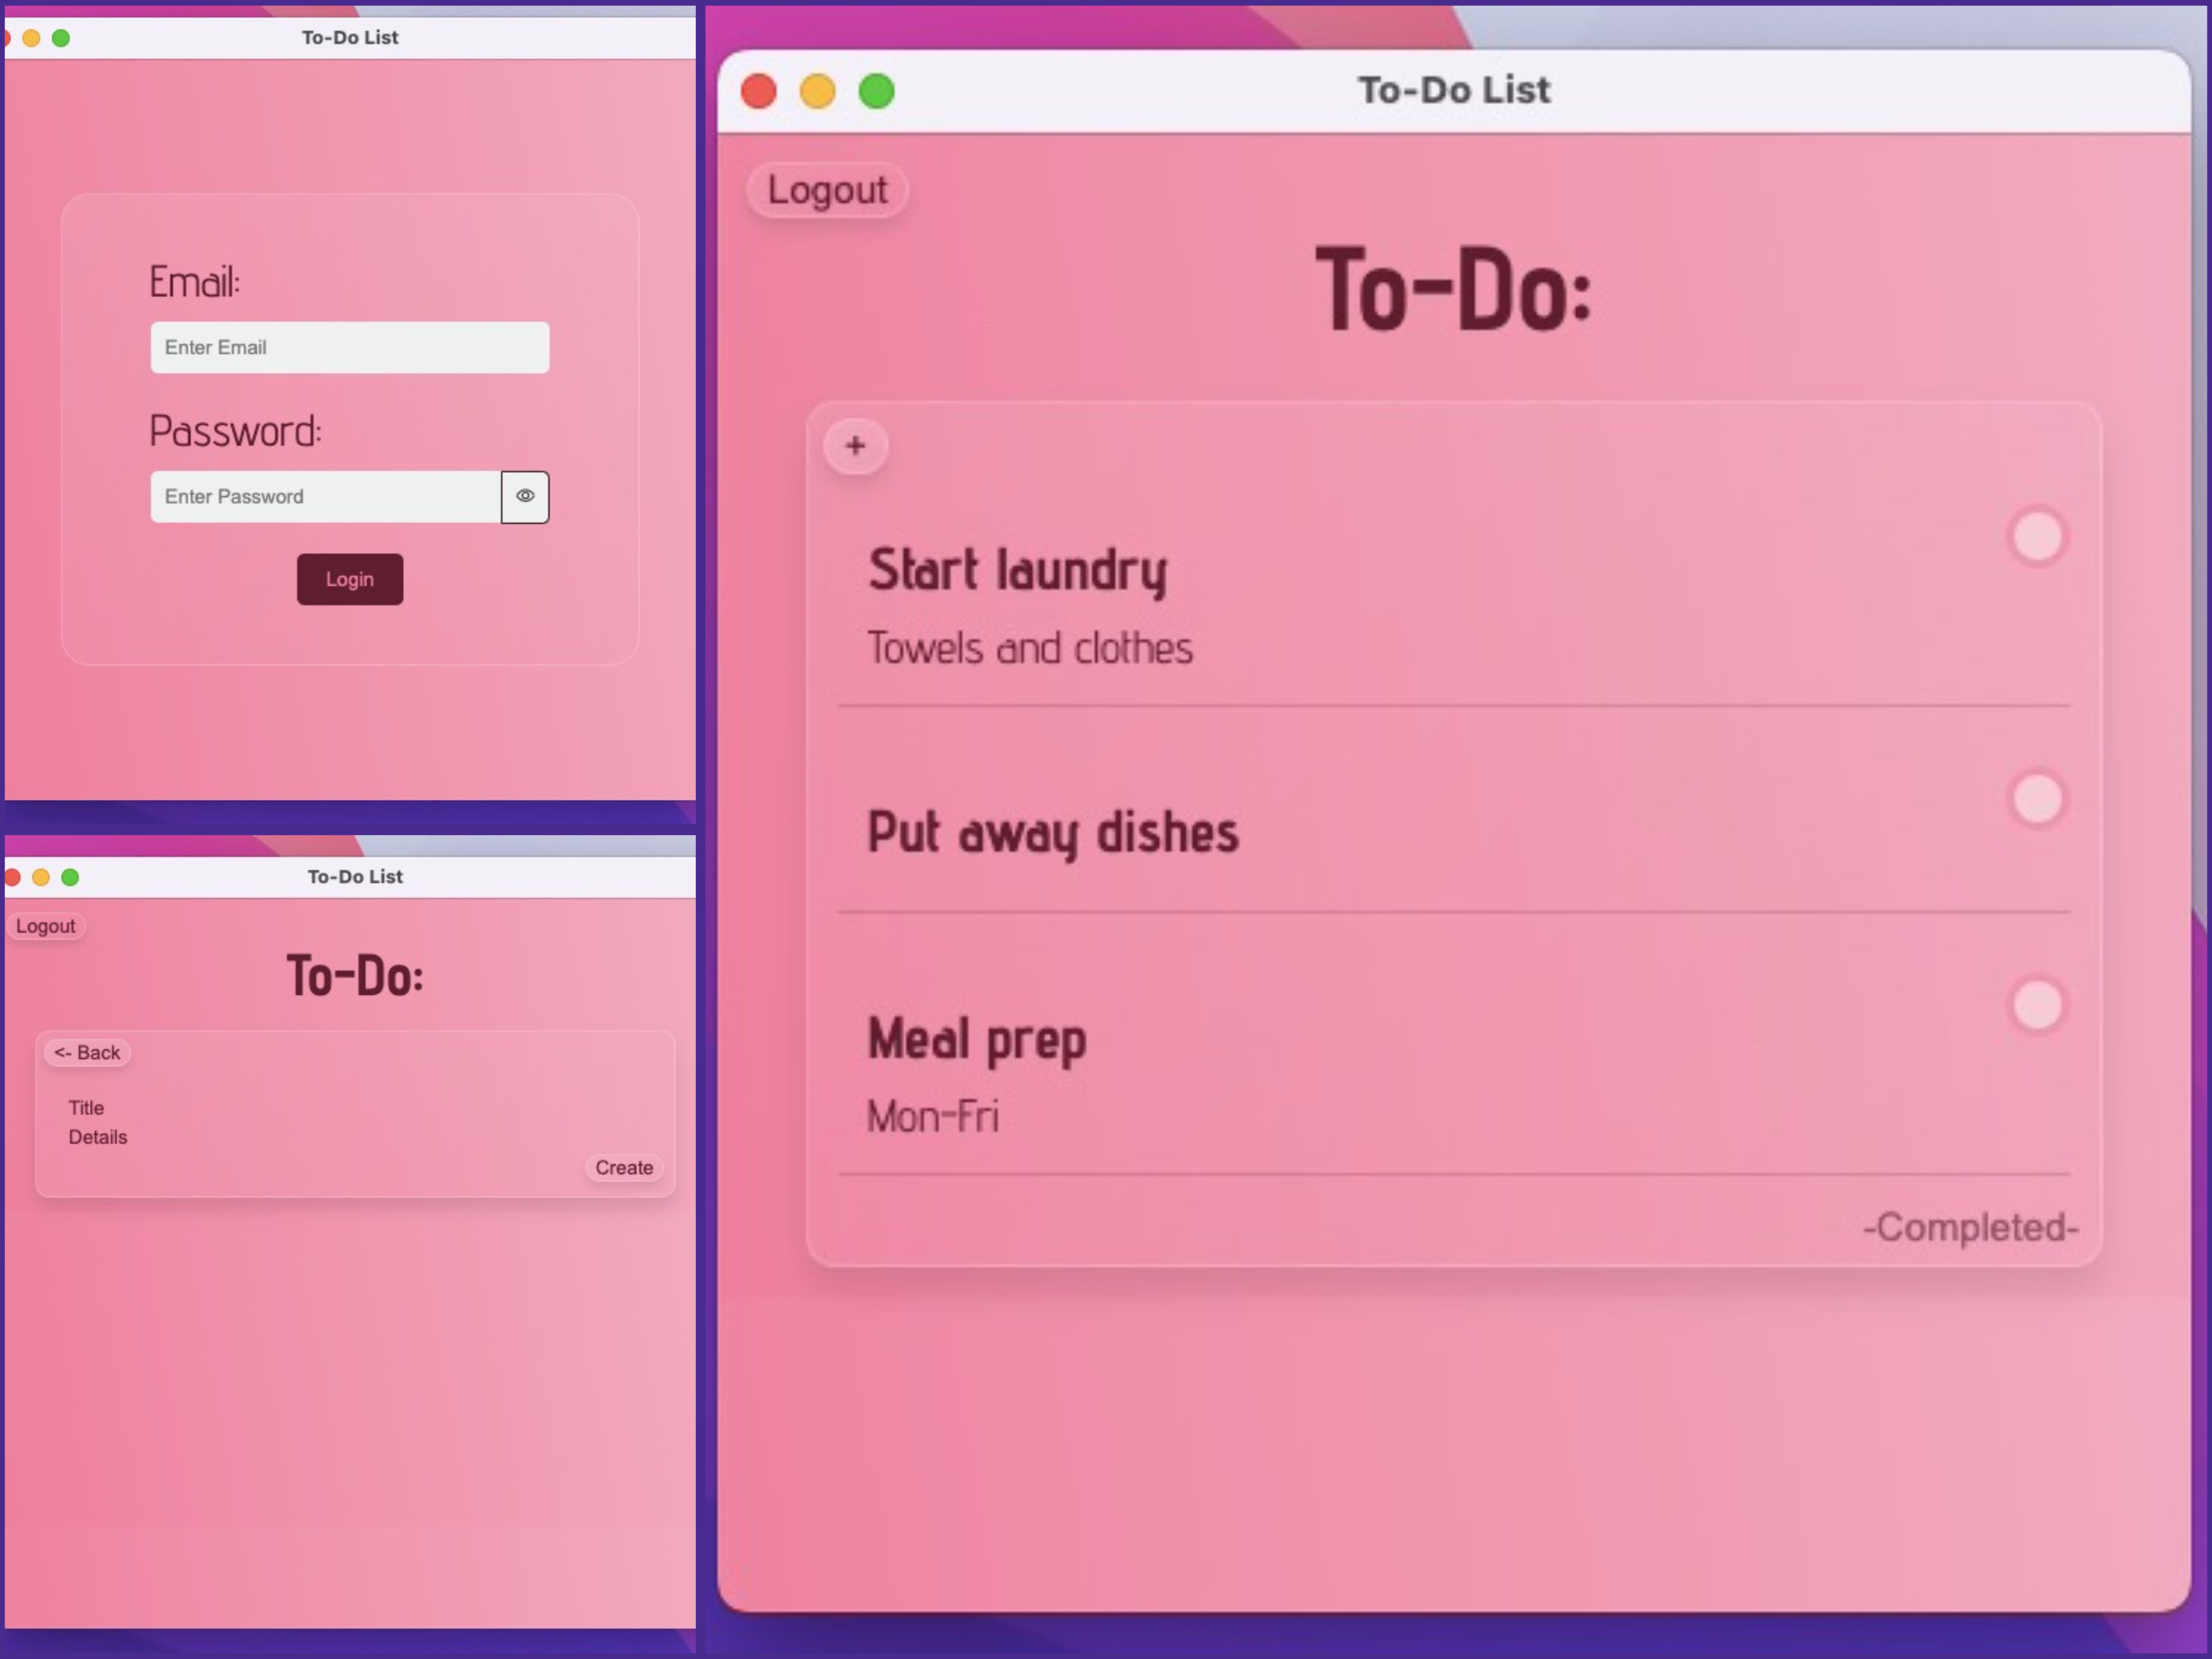 To-Do List
Email:
Enter Email
Password:
Enter Password
Login
To-Do List
Logout
To-Do:
<- Back
Title
Details
Create
To-Do List
Logout
To-Do:
+
Start laundry
Towels and clothes
Put away dishes
Meal prep
Mon-Fri
-Completed-